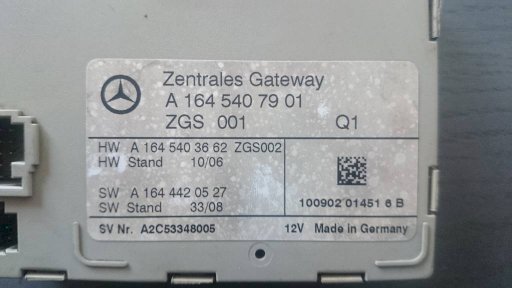 Zentrales Gateway
A 164 540 79 01
ZGS 001 Q1
HW A 164 540 36 62 ZGS002
HW Stand 10/06
SW A 164 442 05 27
SW Stand 33/08
100902 01451 6 B
SV Nr. A2C53348005 12V Made in Germany